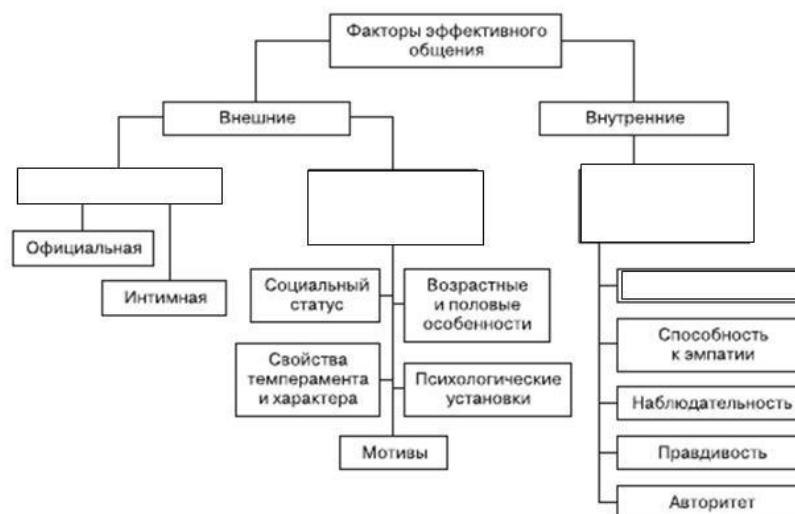 Факторы эффективного
общения
Внешние
Внутренние
Официальная
Интимная
Социальный
статус
Возрастные
и половые
особенности
Свойства
темперамента
и характера
Психологические
установки
Мотивы
Способность
к эмпатии
Наблюдательность
Правдивость
Авторитет